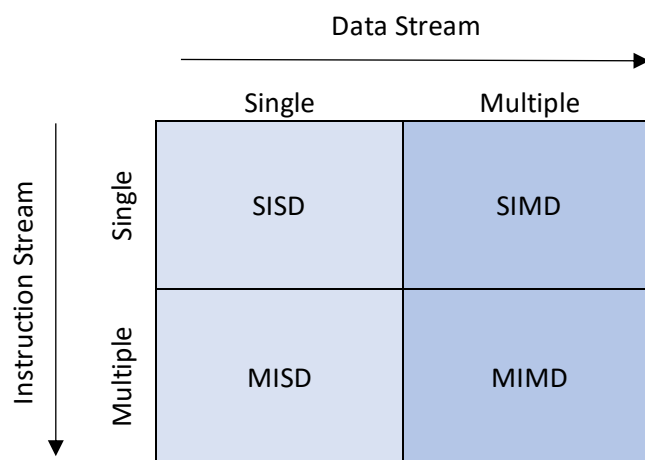 Data Stream
Single Multiple
Instruction Stream
Single
SISD SIMD
Multiple
MISD MIMD